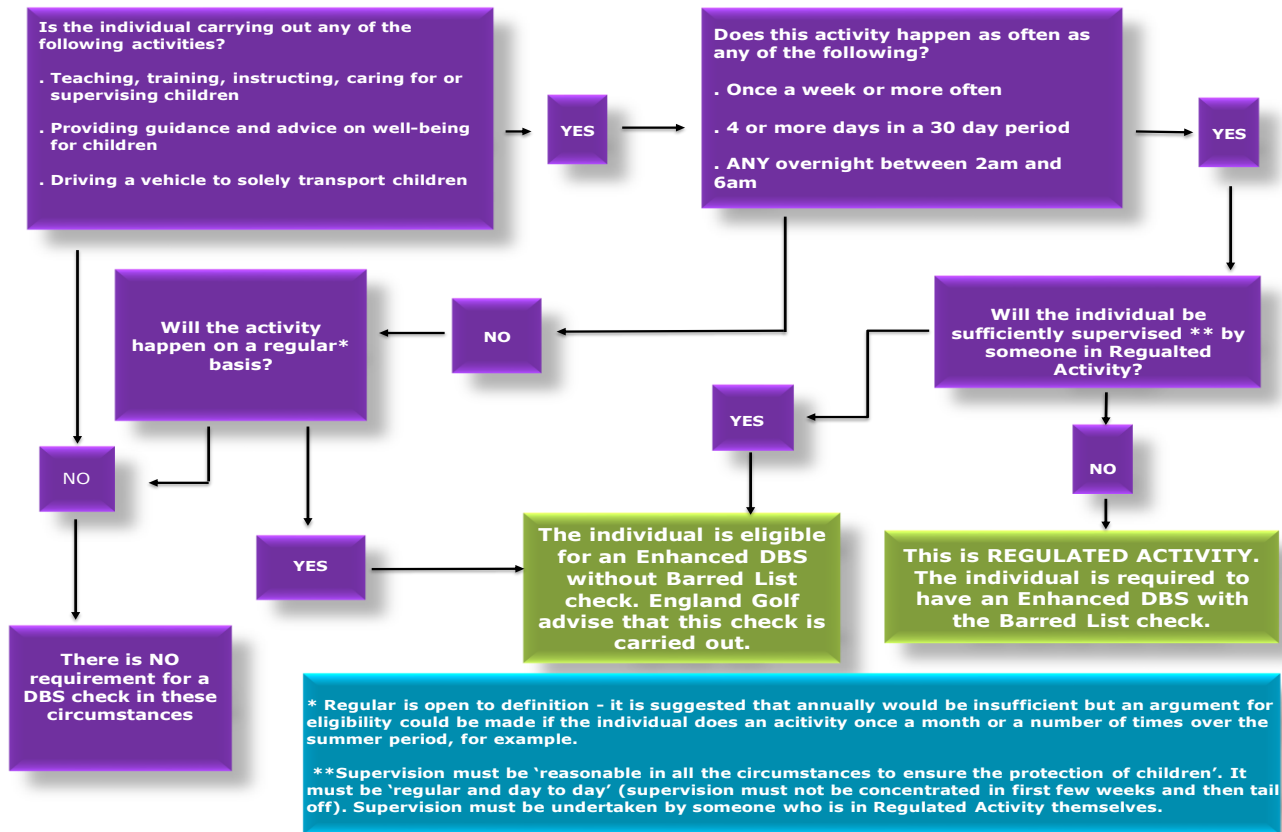 Is the individual carrying out any of the
following activities?
. Teaching, training, instructing, caring for or
supervising children
. Providing guidance and advice on well-being
for children
. Driving a vehicle to solely transport children
YES
Does this activity happen as often as
any of the following?
. Once a week or more often
. 4 or more days in a 30 day period
. ANY overnight between 2am and
6am
YES
Will the activity
happen on a regular*
basis?
NO
Will the individual be
sufficiently supervised ** by
someone in Regualted
Activity?
YES
NO
NO
YES
The individual is eligible
for an Enhanced DBS
without Barred List
check. England Golf
advise that this check is
carried out.
This is REGULATED ACTIVITY.
The individual is required to
have an Enhanced DBS with
the Barred List check.
There is NO
requirement for a
DBS check in these
circumstances
* Regular is open to definition - it is suggested that annually would be insufficient but an argument for
eligibility could be made if the individual does an acitivity once a month or a number of times over the
summer period, for example.
**Supervision must be ‘reasonable in all the circumstances to ensure the protection of children’. It
must be ‘regular and day to day’ (supervision must not be concentrated in first few weeks and then tail
off). Supervision must be undertaken by someone who is in Regulated Activity themselves.